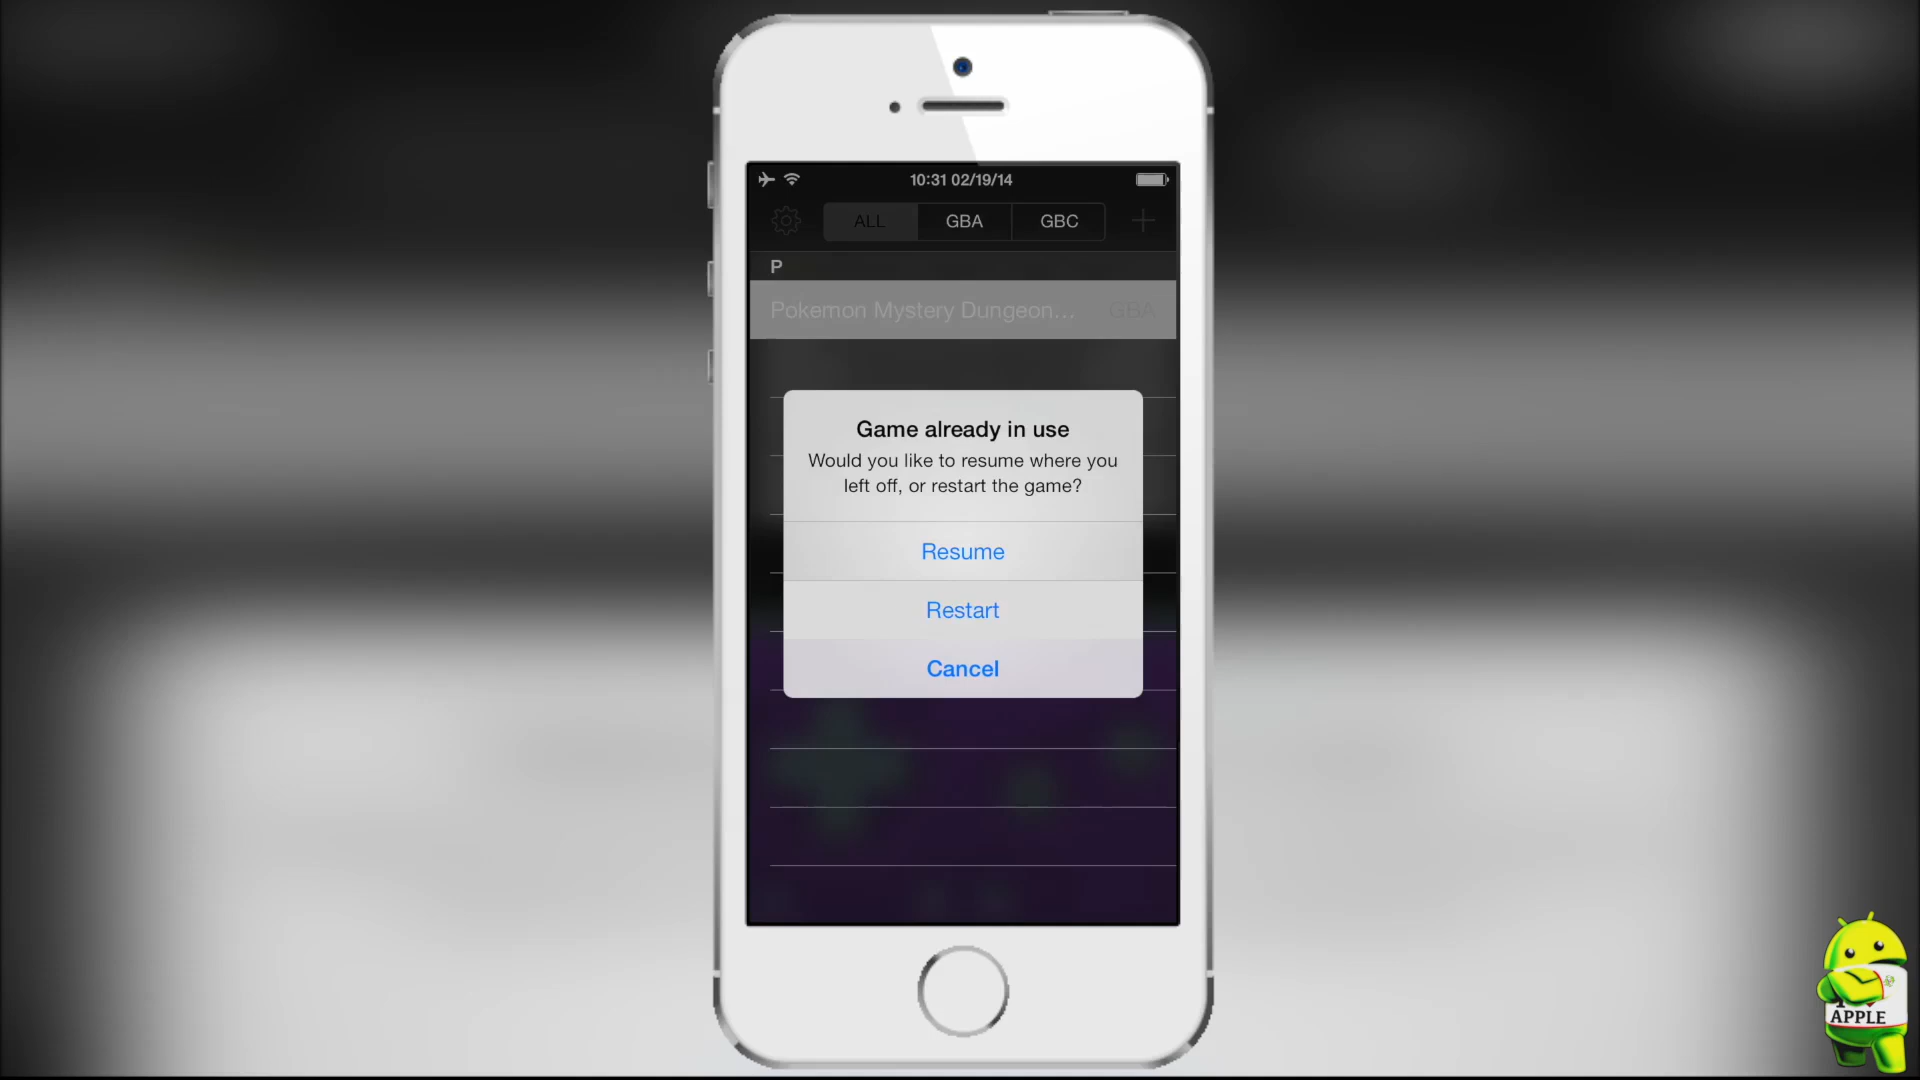 10:31 02/19/14
ALL GBA GBC
P
Pokemon Mystery Dungeon... GBA
Game already in use
Would you like to resume where you
left off, or restart the game?
Resume
Restart
Cancel
APPLE